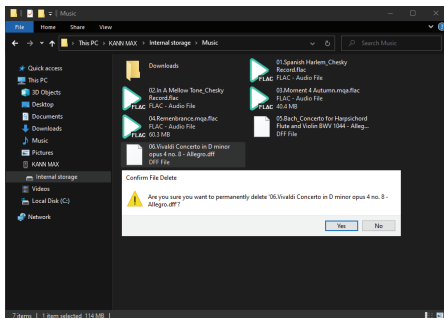 Music
File Home Share View
This PC > KANN MAX > Internal storage > Music
Search Music
Quick access
This PC
3D Objects
Desktop
Documents
Downloads
Music
Pictures
KANN MAX
Internal storage
Videos
Local Disk (C:)
Network
Downloads
01.Spanish Harlem_Chesky
Record.flac
FLAC - Audio File
FLAC
02.In A Mellow Tone_Chesky
Record.flac
FLAC - Audio File
FLAC
03.Moment 4 Autumn.mqa.flac
FLAC - Audio File
40.4 MB
FLAC
04.Remembrance.mqa.flac
FLAC - Audio File
60.3 MB
FLAC
05.Bach_Concerto for Harpsichord
Flute and Violin BWV 1044 - Alleg...
DFF File
06.Vivaldi Concerto in D minor
opus 4 no. 8 - Allegro.dff
DFF File
Confirm File Delete
Are you sure you want to permanently delete '06.Vivaldi Concerto in D minor opus 4 no. 8 -
Allegro.dff'?
Yes No
7 items 1 item selected 114 MB